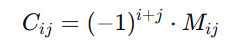 C_{ij} = (−1)^{i+j} · M_{ij}